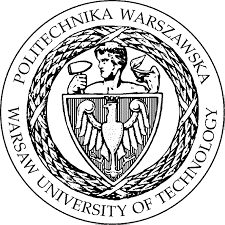 POLITECHNIKA WARSZAWSKA
WARSAW UNIVERSITY OF TECHNOLOGY